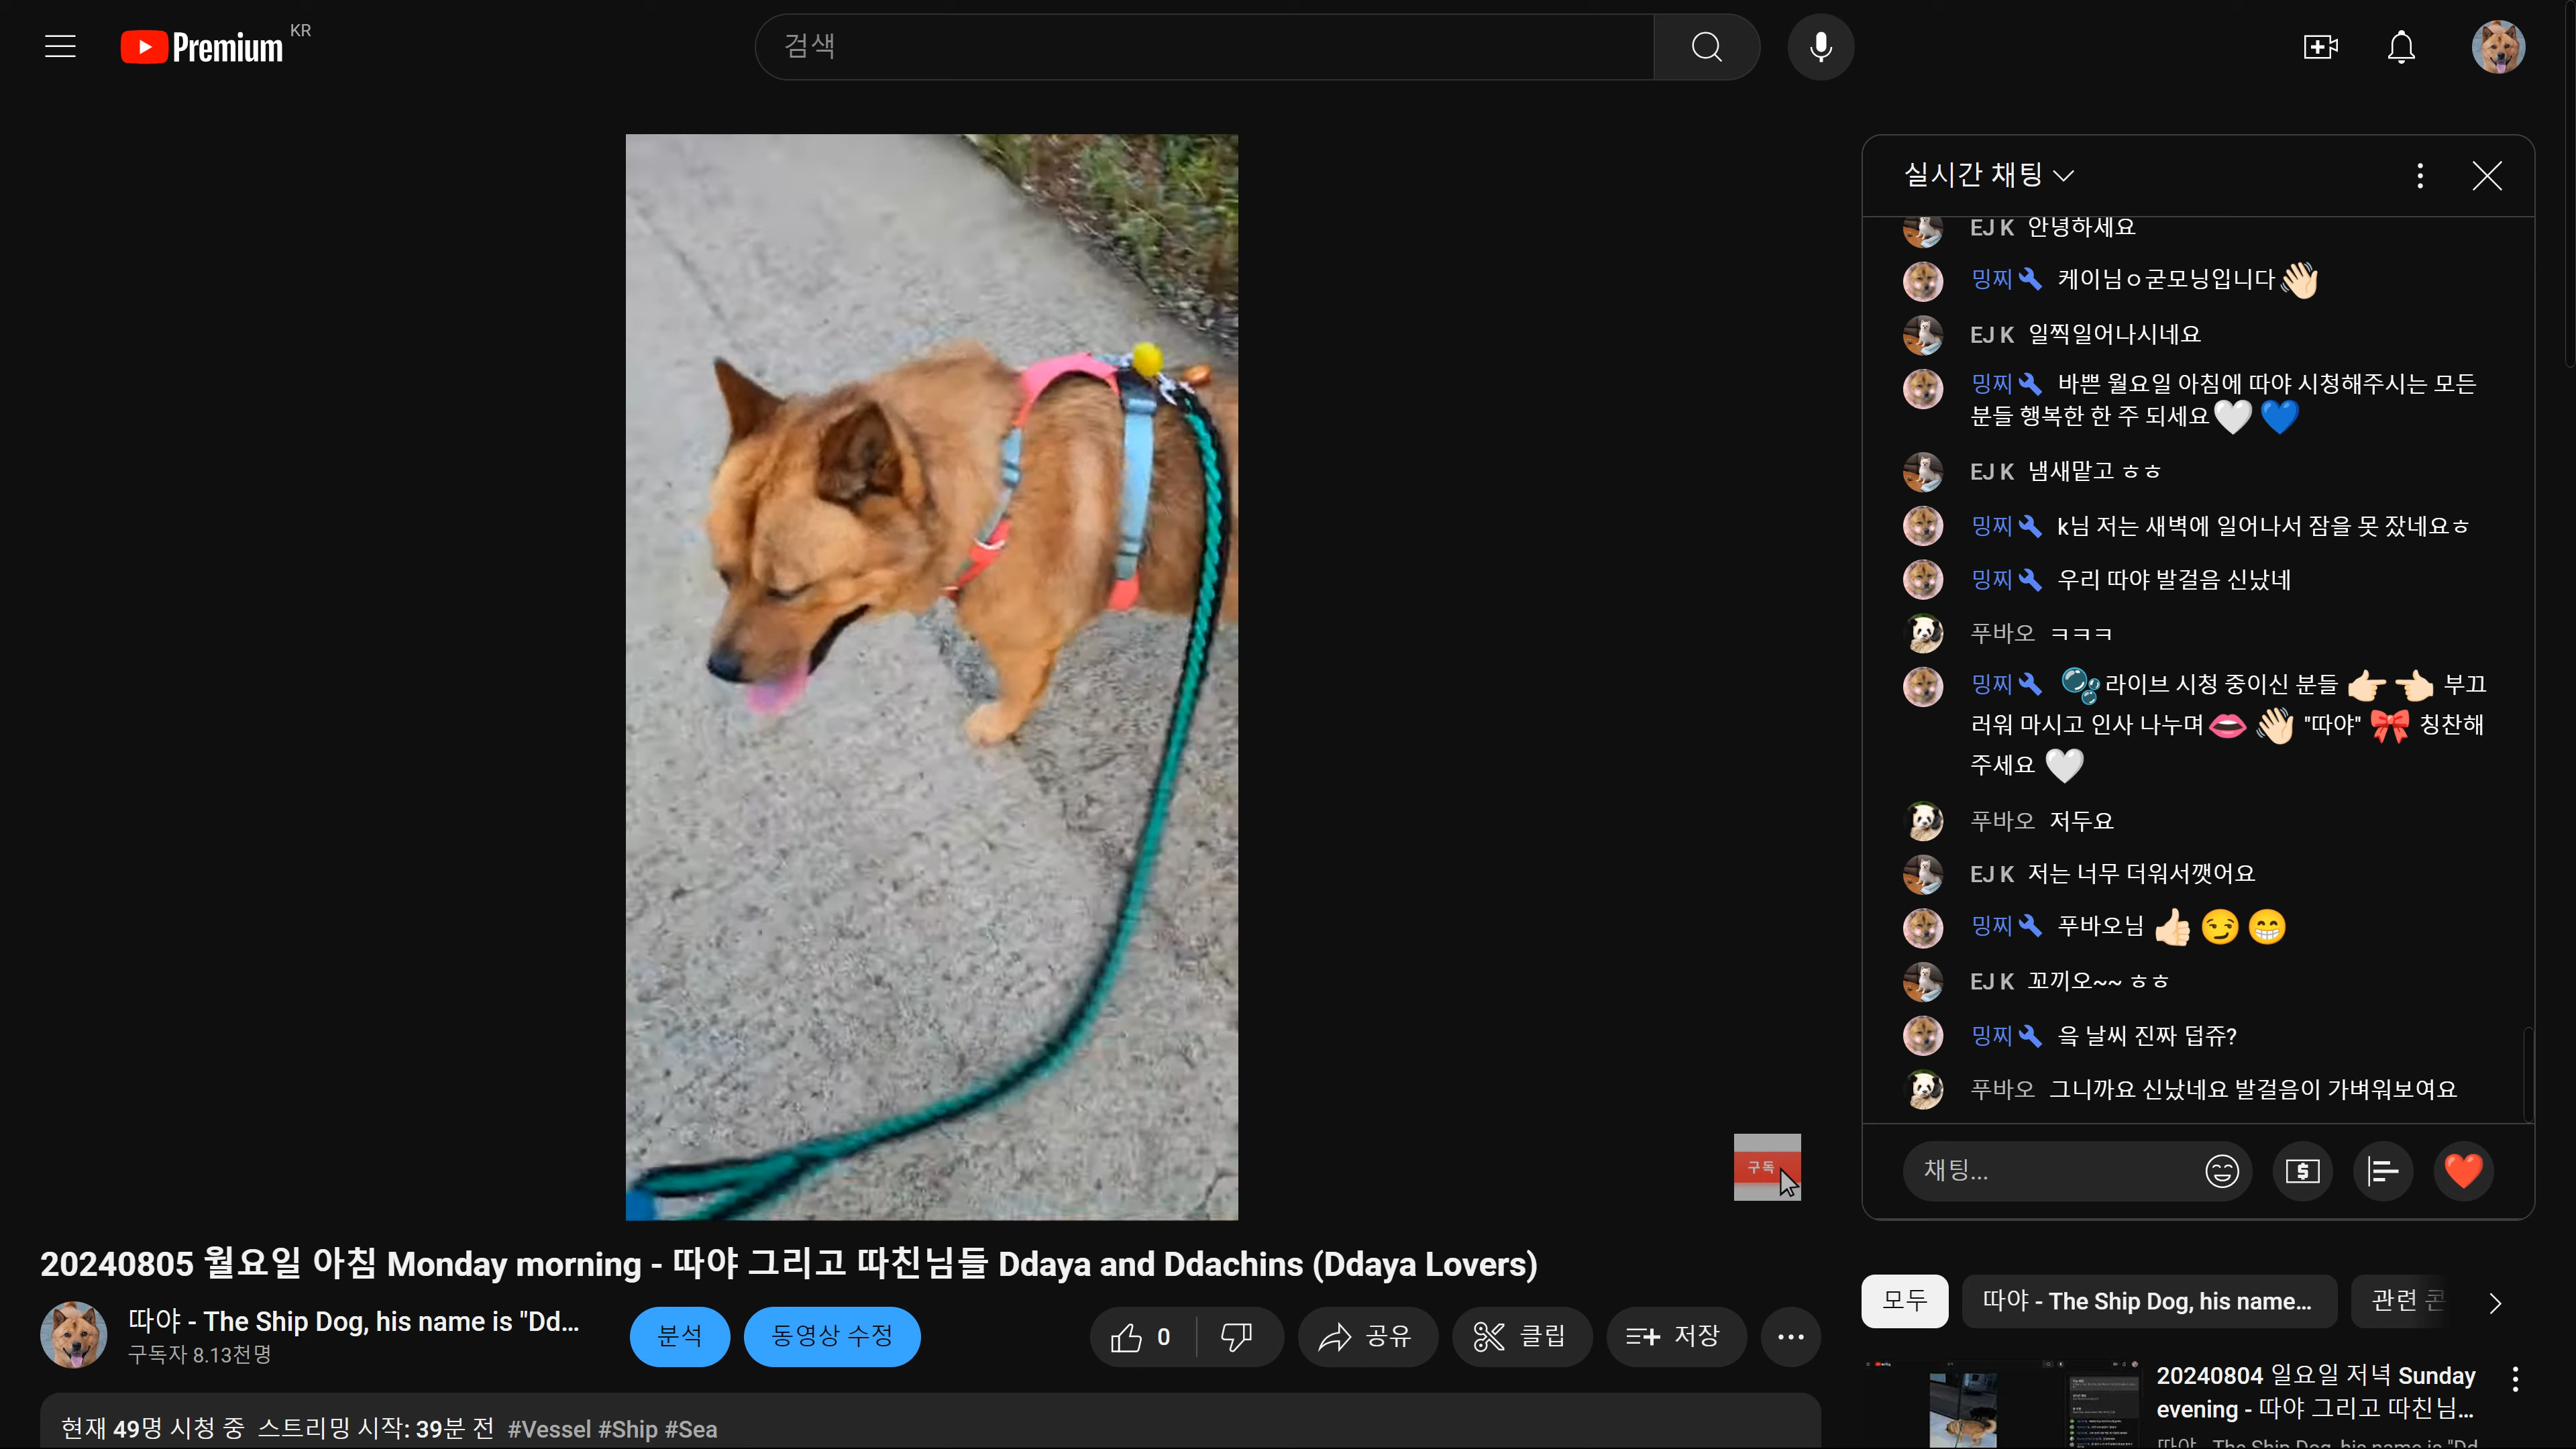 Premium KR
검색
실시간 채팅
EJ K 안녕하세요
밍찌 케이님ㅇ굳모닝입니다👋🏻
EJ K 일찍일어나시네요
밍찌 바쁜 월요일 아침에 따야 시청해주시는 모든
분들 행복한 한 주 되세요🤍💙
EJ K 냄새맡고 ㅎㅎ
밍찌 k님 저는 새벽에 일어나서 잠을 못 잤네요ㅎ
밍찌 우리 따야 발걸음 신났네
푸바오 ㅋㅋㅋ
밍찌 🫧라이브 시청 중이신 분들 👉🏻👈🏻 부끄
러워 마시고 인사 나누며👄👋🏻 "따야"🎀 칭찬해
주세요 🤍
푸바오 저두요
EJ K 저는 너무 더워서깻어요
밍찌 푸바오님 👍🏻😏😁
EJ K 꼬끼오~~ ㅎㅎ
밍찌 윽 날씨 진짜 덥쥬?
푸바오 그니까요 신났네요 발걸음이 가벼워보여요
채팅...
구독
20240805 월요일 아침 Monday morning - 따야 그리고 따친님들 Ddaya and Ddachins (Ddaya Lovers)
따야 - The Ship Dog, his name is "Dd...
구독자 8.13천명
분석
동영상 수정
0
공유
클립
저장
현재 49명 시청 중 스트리밍 시작: 39분 전 #Vessel #Ship #Sea
모두
따야 - The Ship Dog, his name...
관련
20240804 일요일 저녁 Sunday
evening - 따야 그리고 따친님...
따야 - The Ship Dog, his name is "Dd